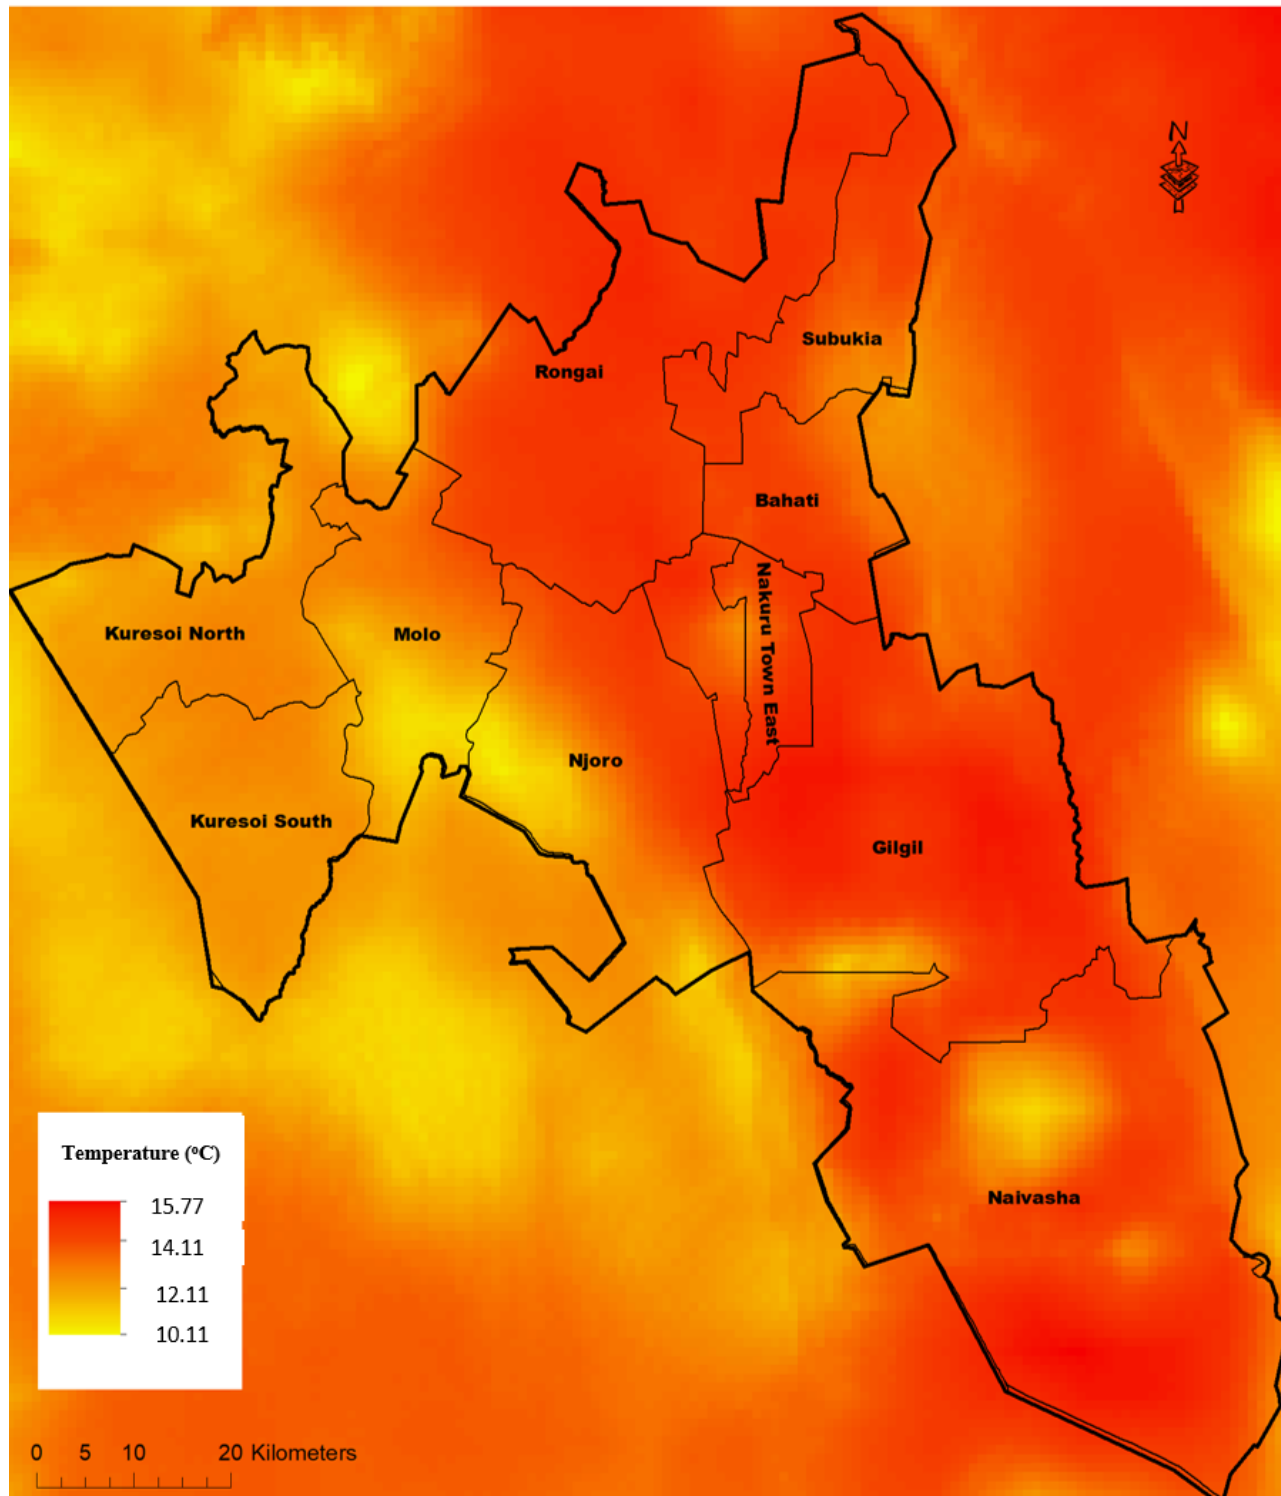 N
Subukia
Rongai
Bahati
Nakuru Town East
Kuresoi North
Molo
Njoro
Kuresoi South
Gilgil
Naivasha
Temperature (°C)
15.77
14.11
12.11
10.11
0 5 10 20 Kilometers